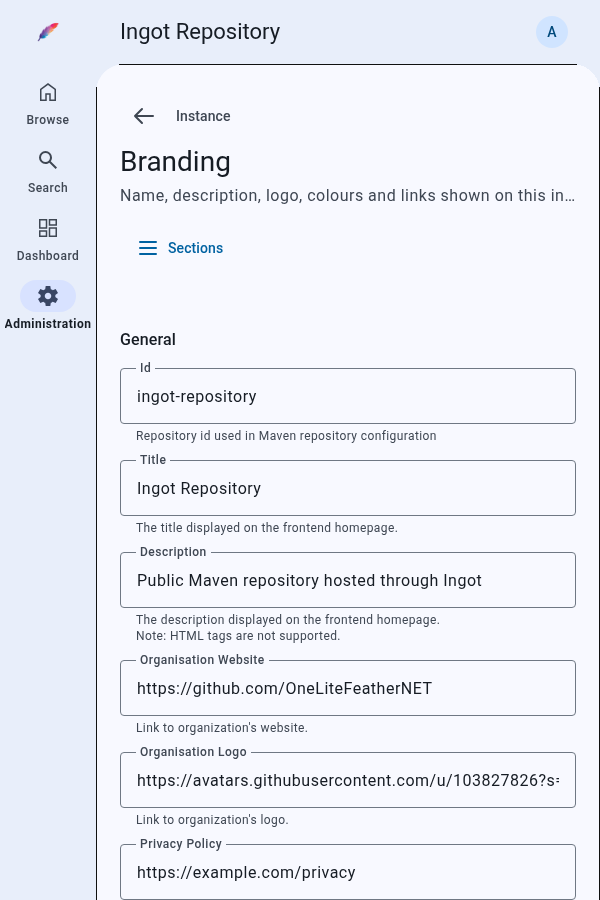 Ingot Repository
A
Browse
Search
Dashboard
Administration
Instance
Branding
Name, description, logo, colours and links shown on this in…
Sections
General
Id
ingot-repository
Repository id used in Maven repository configuration
Title
Ingot Repository
The title displayed on the frontend homepage.
Description
Public Maven repository hosted through Ingot
The description displayed on the frontend homepage.
Note: HTML tags are not supported.
Organisation Website
https://github.com/OneLiteFeatherNET
Link to organization's website.
Organisation Logo
https://avatars.githubusercontent.com/u/103827826?s=
Link to organization's logo.
Privacy Policy
https://example.com/privacy